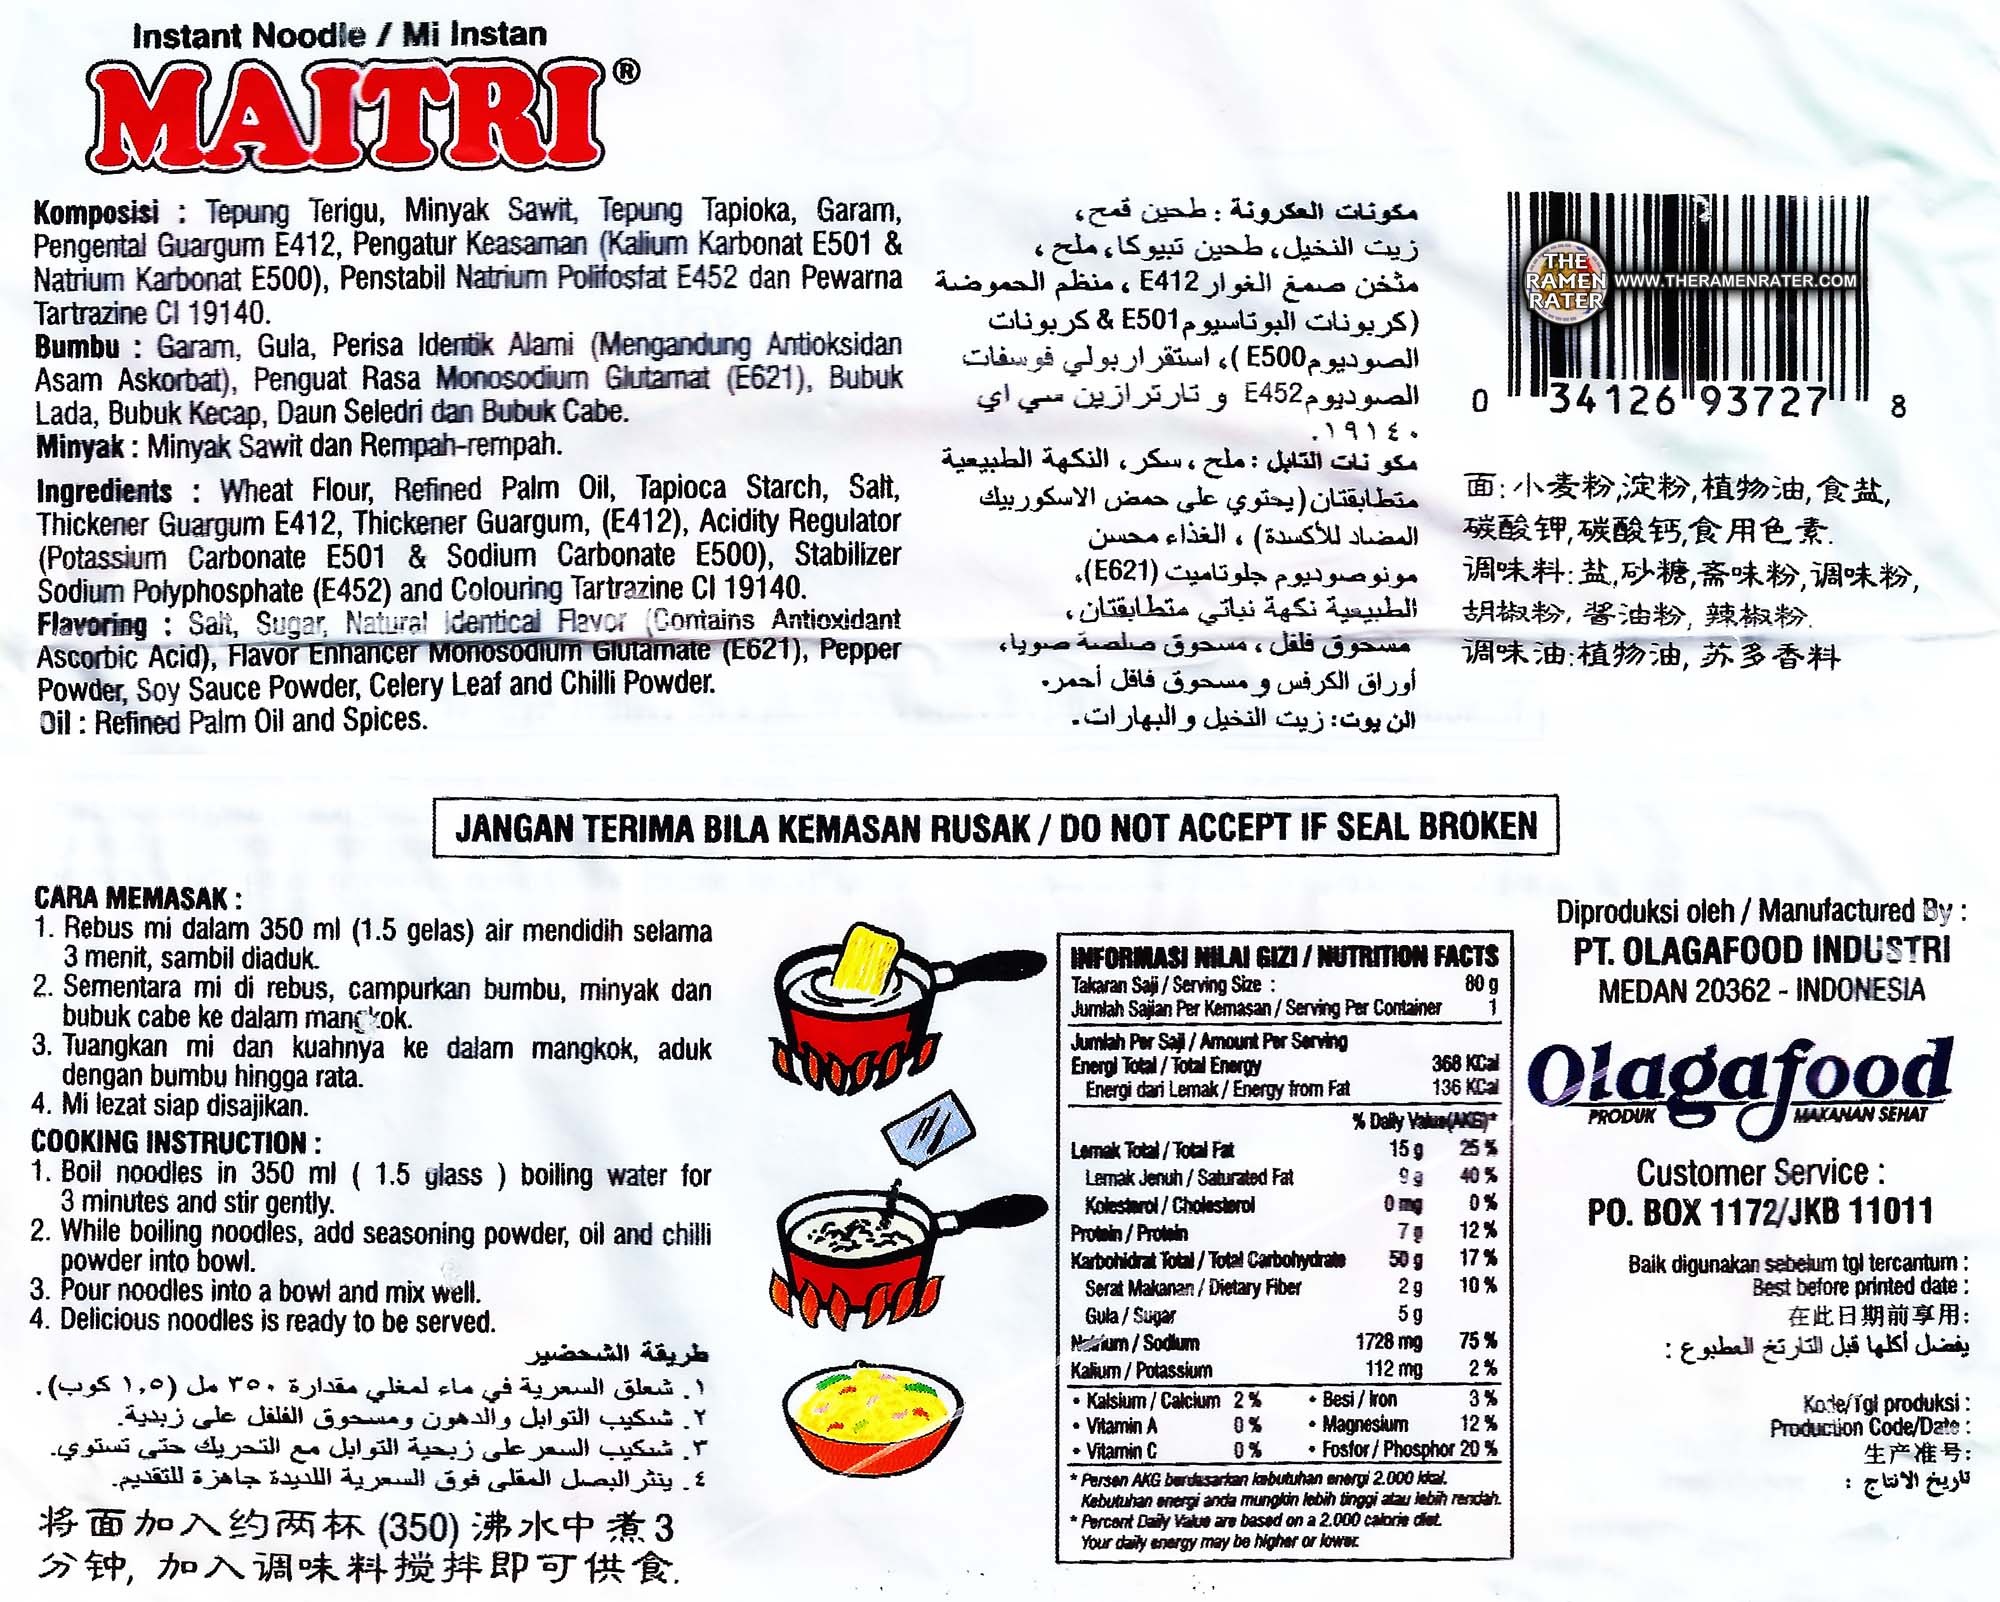 Instant Noodle / Mi Instan
MAITRI®
Komposisi : Tepung Terigu, Minyak Sawit, Tepung Tapioka, Garam,
Pengental Guargum E412, Pengatur Keasaman (Kalium Karbonat E501 &
Natrium Karbonat E500), Penstabil Natrium Polifosfat E452 dan Pewarna
Tartrazine CI 19140.
Bumbu : Garam, Gula, Perisa Identik Alami (Mengandung Antioksidan
Asam Askorbat), Penguat Rasa Monosodium Glutamat (E621), Bubuk
Lada, Bubuk Kecap, Daun Seledri dan Bubuk Cabe.
Minyak : Minyak Sawit dan Rempah-rempah.
Ingredients : Wheat Flour, Refined Palm Oil, Tapioca Starch, Salt,
Thickener Guargum E412, Thickener Guargum, (E412), Acidity Regulator
(Potassium Carbonate E501 & Sodium Carbonate E500), Stabilizer
Sodium Polyphosphate (E452) and Colouring Tartrazine CI 19140.
Flavoring : Salt, Sugar, Natural Identical Flavor (Contains Antioxidant
Ascorbic Acid), Flavor Enhancer Monosodium Glutamate (E621), Pepper
Powder, Soy Sauce Powder, Celery Leaf and Chilli Powder.
Oil : Refined Palm Oil and Spices.
مكونات العكرونة : طحين قمح،
زيت النخيل، طحين تبيوكا، ملح ،
مثخن صمغ الغوار E412 ، منظم الحموضة
(كربونات البوتاسيوم E501 & كربونات
الصوديوم E500)، استقرار بولي فوسفات
الصوديوم E452 و تارترازين سي اي
١٩١٤٠.
مكو نات التابل : ملح ، سكر ، النكهة الطبيعية
متطابقتان (يحتوي على حمض الاسكوربيك
المضاد للأكسدة) ، الغذاء محسن
مونوصوديوم جلوتاميت (E621)،
الطبيعية نكهة نباتي متطابقتان ،
مسحوق فلفل ، مسحوق صلصة صويا،
أوراق الكرفس و مسحوق فاقل أحمر.
الن يوت: زيت النخيل و البهارات.
THE RAMEN RATER
WWW.THERAMENRATER.COM
0 34126 93727 8
面:小麦粉,淀粉,植物油,食盐,
碳酸钾,碳酸钙,食用色素.
调味料:盐,砂糖,斋味粉,调味粉,
胡椒粉, 酱油粉, 辣椒粉.
调味油:植物油, 苏多香料
JANGAN TERIMA BILA KEMASAN RUSAK / DO NOT ACCEPT IF SEAL BROKEN
CARA MEMASAK :
1. Rebus mi dalam 350 ml (1.5 gelas) air mendidih selama
3 menit, sambil diaduk.
2. Sementara mi di rebus, campurkan bumbu, minyak dan
bubuk cabe ke dalam mangkok.
3. Tuangkan mi dan kuahnya ke dalam mangkok, aduk
dengan bumbu hingga rata.
4. Mi lezat siap disajikan.
COOKING INSTRUCTION :
1. Boil noodles in 350 ml ( 1.5 glass ) boiling water for
3 minutes and stir gently.
2. While boiling noodles, add seasoning powder, oil and chilli
powder into bowl.
3. Pour noodles into a bowl and mix well.
4. Delicious noodles is ready to be served.
طريقة الشحضير
١. شعلق السعرية في ماء لمغلي مقدارة ٣٥٠ مل (١,٥ كوب).
٢. شكيب التوابل والدهون ومسحوق الفلفل على زبدية.
٣. شكيب السعر على زبحية التوابل مع التحريك حتى تستوي.
٤. ينثر البصل المقلى فوق السعرية اللديدة جاهزة للتقديم.
将面加入约两杯 (350) 沸水中煮3
分钟, 加入调味料搅拌即可供食.
INFORMASI NILAI GIZI / NUTRITION FACTS
Takaran Saji / Serving Size : 80 g
Jumlah Sajian Per Kemasan / Serving Per Container 1
Jumlah Per Saji / Amount Per Serving
Energi Total / Total Energy 368 KCal
Energi dari Lemak / Energy from Fat 136 KCal
% Daily Value(AKG)*
Lemak Total / Total Fat 15 g 25 %
Lemak Jenuh / Saturated Fat 9 g 40 %
Kolesterol / Cholesterol 0 mg 0 %
Protein / Protein 7 g 12 %
Karbohidrat Total / Total Carbohydrate 50 g 17 %
Serat Makanan / Dietary Fiber 2 g 10 %
Gula / Sugar 5 g
Natrium / Sodium 1728 mg 75 %
Kalium / Potassium 112 mg 2 %
• Kalsium / Calcium 2 % • Besi / Iron 3 %
• Vitamin A 0 % • Magnesium 12 %
• Vitamin C 0 % • Fosfor / Phosphor 20 %
* Persen AKG berdasarkan kebutuhan energi 2.000 kkal.
Kebutuhan energi anda mungkin lebih tinggi atau lebih rendah.
* Percent Daily Value are based on a 2.000 calorie diet.
Your daily energy may be higher or lower.
Diproduksi oleh / Manufactured By :
PT. OLAGAFOOD INDUSTRI
MEDAN 20362 - INDONESIA
Olagafood
PRODUK MAKANAN SEHAT
Customer Service :
PO. BOX 1172/JKB 11011
Baik digunakan sebelum tgl tercantum :
Best before printed date :
在此日期前享用:
يفضل أكلها قبل التارتخ المطبوع :
Kode/Tgl produksi :
Production Code/Date :
生产准号:
تاريخ الانتاج :